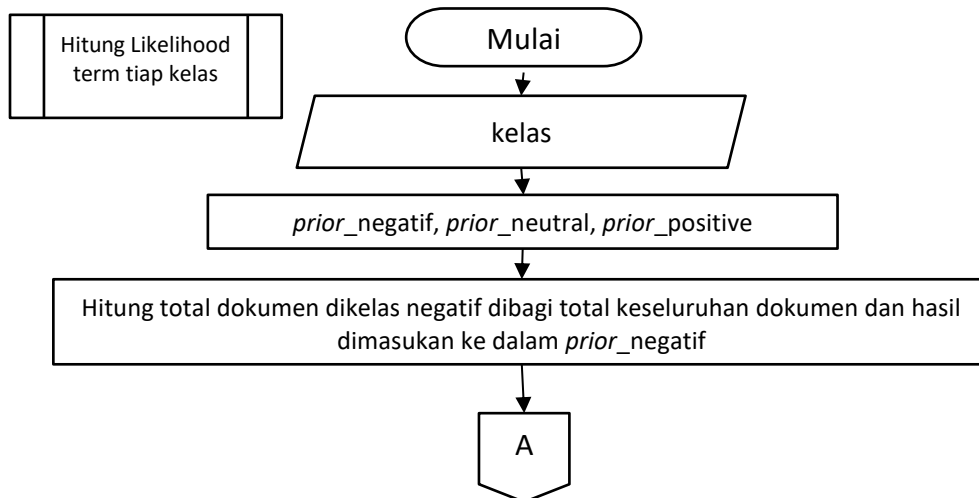 Hitung Likelihood
term tiap kelas
Mulai
kelas
prior_negatif, prior_neutral, prior_positive
Hitung total dokumen dikelas negatif dibagi total keseluruhan dokumen dan hasil
dimasukan ke dalam prior_negatif
A